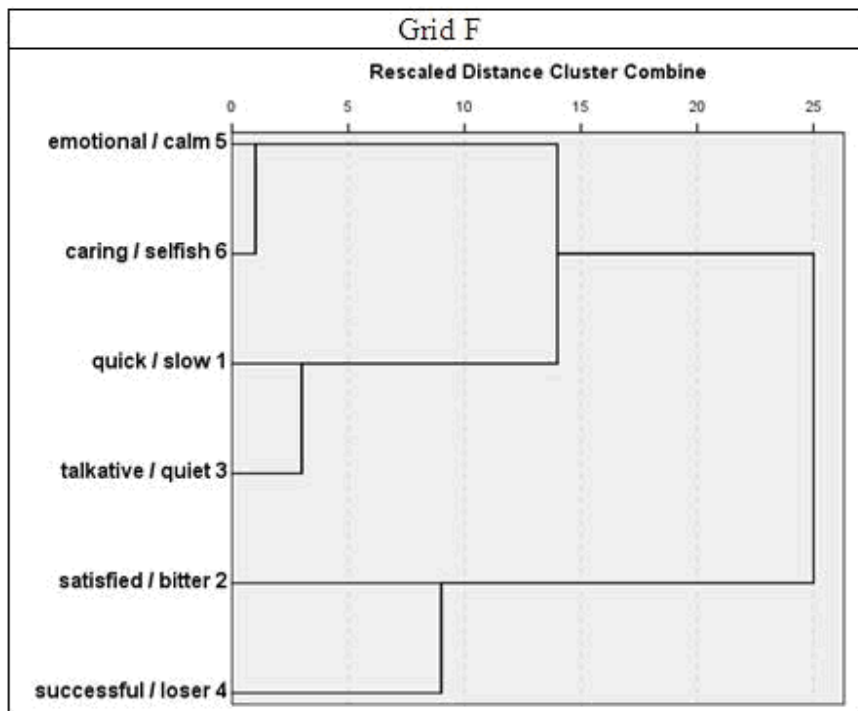 Grid F
Rescaled Distance Cluster Combine
0 5 10 15 20 25
emotional / calm 5
caring / selfish 6
quick / slow 1
talkative / quiet 3
satisfied / bitter 2
successful / loser 4